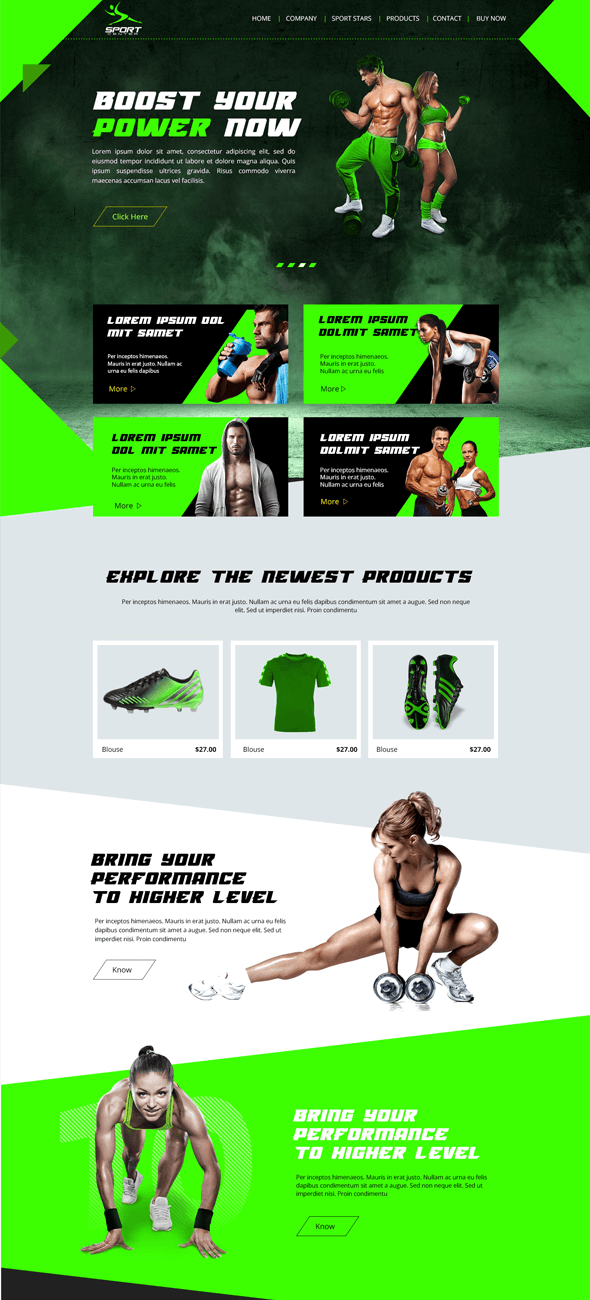 SPORT
HOME | COMPANY | SPORT STARS | PRODUCTS | CONTACT | BUY NOW
BOOST YOUR
POWER NOW
Lorem ipsum dolor sit amet, consectetur adipiscing elit, sed do
eiusmod tempor incididunt ut labore et dolore magna aliqua. Quis
ipsum suspendisse ultrices gravida. Risus commodo viverra
maecenas accumsan lacus vel facilisis.
Click Here
LOREM IPSUM DOL
MIT SAMET
Per inceptos himenaeos.
Mauris in erat justo. Nullam ac
urna eu felis dapibus
More
LOREM IPSUM
DOLMIT SAMET
Per inceptos himenaeos.
Mauris in erat justo.
Nullam ac urna eu felis
More
LOREM IPSUM
DOL MIT SAMET
Per inceptos himenaeos.
Mauris in erat justo.
Nullam ac urna eu felis
More
LOREM IPSUM
DOLMIT SAMET
Per inceptos himenaeos.
Mauris in erat justo.
Nullam ac urna eu felis
More
EXPLORE THE NEWEST PRODUCTS
Per inceptos himenaeos. Mauris in erat justo. Nullam ac urna eu felis dapibus condimentum sit amet a augue. Sed non neque
elit. Sed ut imperdiet nisi. Proin condimentu
Blouse $27.00
Blouse $27.00
Blouse $27.00
BRING YOUR
PERFORMANCE
TO HIGHER LEVEL
Per inceptos himenaeos. Mauris in erat justo. Nullam ac urna eu felis
dapibus condimentum sit amet a augue. Sed non neque elit. Sed ut
imperdiet nisi. Proin condimentu
Know
10
BRING YOUR
PERFORMANCE
TO HIGHER LEVEL
Per inceptos himenaeos. Mauris in erat justo. Nullam ac urna eu felis
dapibus condimentum sit amet a augue. Sed non neque elit. Sed ut
imperdiet nisi. Proin condimentu
Know